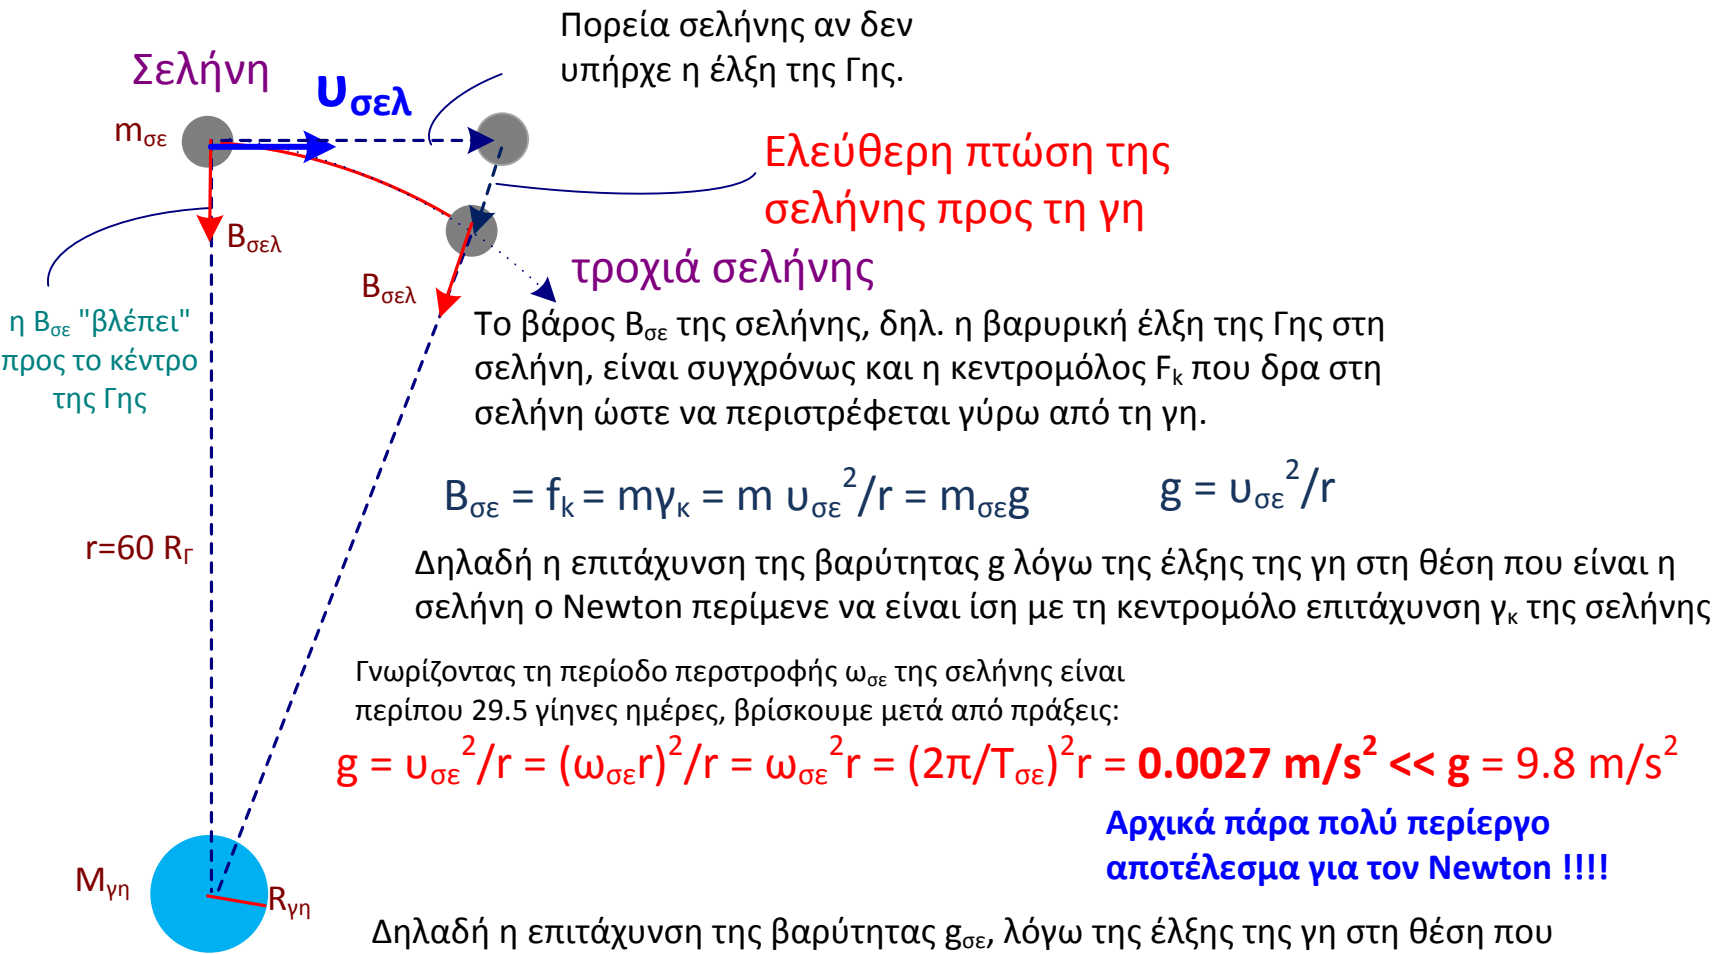 Πορεία σελήνης αν δεν
υπήρχε η έλξη της Γης.
Σελήνη
υσελ
mσε
Ελεύθερη πτώση της
σελήνης προς τη γη
Βσελ
τροχιά σελήνης
Βσελ
η Βσε "βλέπει"
προς το κέντρο
της Γης
Το βάρος Βσε της σελήνης, δηλ. η βαρυρική έλξη της Γης στη
σελήνη, είναι συγχρόνως και η κεντρομόλος Fk που δρα στη
σελήνη ώστε να περιστρέφεται γύρω από τη γη.
Βσε = fk = mγκ = m υσε²/r = mσεg
g = υσε²/r
r=60 RΓ
Δηλαδή η επιτάχυνση της βαρύτητας g λόγω της έλξης της γη στη θέση που είναι η
σελήνη ο Newton περίμενε να είναι ίση με τη κεντρομόλο επιτάχυνση γκ της σελήνης
Γνωρίζοντας τη περίοδο περστροφής ωσε της σελήνης είναι
περίπου 29.5 γίηνες ημέρες, βρίσκουμε μετά από πράξεις:
g = υσε²/r = (ωσεr)²/r = ωσε²r = (2π/Τσε)²r = 0.0027 m/s² << g = 9.8 m/s²
Αρχικά πάρα πολύ περίεργο
αποτέλεσμα για τον Newton !!!!
Μγη
Rγη
Δηλαδή η επιτάχυνση της βαρύτητας gσε, λόγω της έλξης της γη στη θέση που